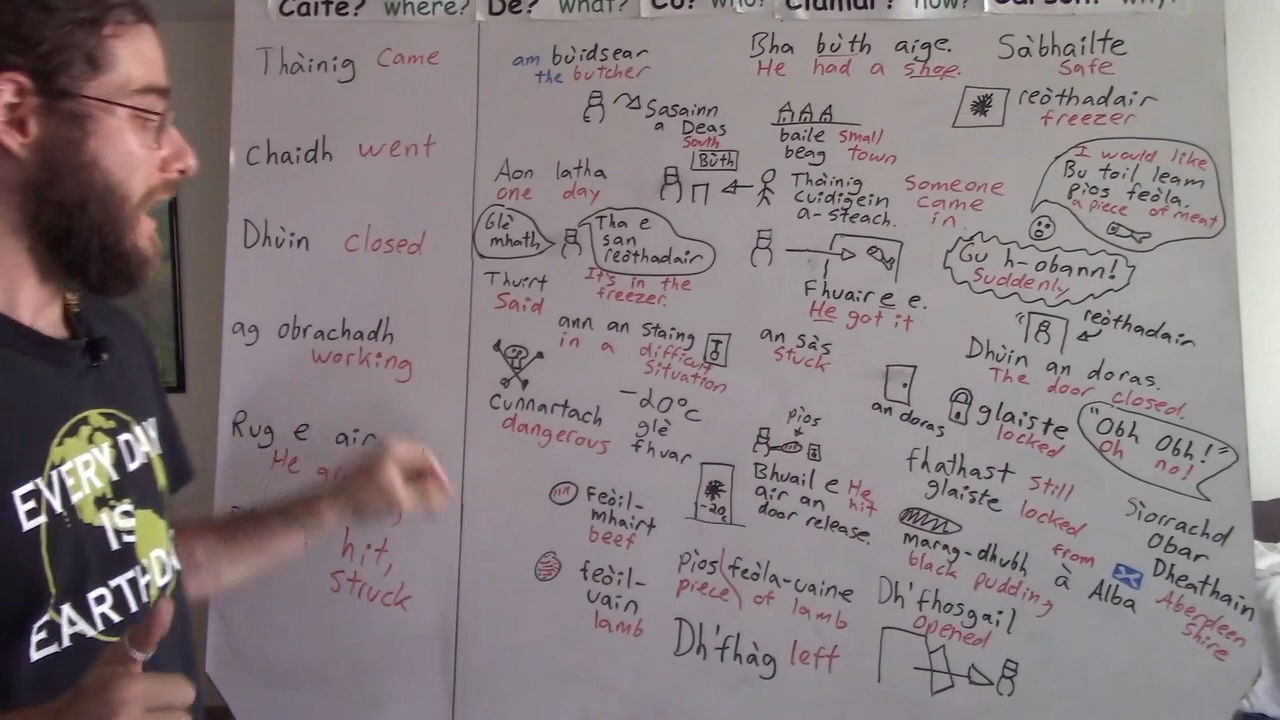 Caite? where? Dè? what? Cò? who? Ciamar? how? Carson? why?
Thàinig came
Chaidh went
Dhùin closed
ag obrachadh
working
Rug e air
He
hit,
struck
am bùidsear
the butcher
Bha bùth aige.
He had a shop.
Sàbhailte
Safe
Sasainn
a Deas
South
baile small
beag town
reòthadair
freezer
Aon latha
one day
Bùth
Thàinig
cuidigein
a-steach.
Someone
came
in.
I would like
Bu toil leam
pìos feòla.
a piece of meat
Glè
mhath
Tha e
san
reòthadair
It's in the
freezer.
Thuirt
Said
Fhuair e e.
He got it
Gu h-obann!
Suddenly
reòthadair
Dhùin an doras.
The door closed.
ann an staing
in a difficult
situation
an sàs
stuck
Cunnartach
dangerous
-20°C
glè
fhuar
an doras
glaiste
locked
"Obh Obh!"
Oh no!
pìos
Bhuail e He
air an hit
door release.
fhathast still
glaiste locked
-20c
Feòil-
mhairt
beef
marag-dhubh
black pudding
from
à Alba
Siorrachd
Obar
Dheathain
Aberdeen
shire
feòil-
uain
lamb
pìos feòla-uaine
piece of lamb
Dh'fhosgail
opened
Dh'fhàg left
EVERY DAY
IS
EARTH DA